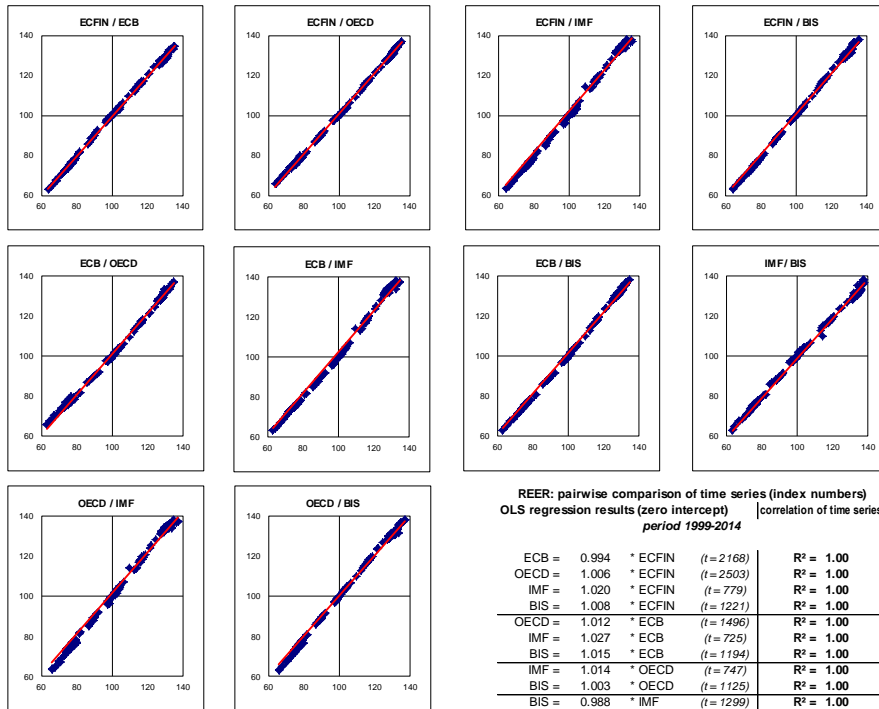 ECFIN / ECB
140
120
100
80
60
60 80 100 120 140
ECFIN / OECD
140
120
100
80
60
60 80 100 120 140
ECFIN / IMF
140
120
100
80
60
60 80 100 120 140
ECFIN / BIS
140
120
100
80
60
60 80 100 120 140
ECB / OECD
140
120
100
80
60
60 80 100 120 140
ECB / IMF
140
120
100
80
60
60 80 100 120 140
ECB / BIS
140
120
100
80
60
60 80 100 120 140
IMF/ BIS
140
120
100
80
60
60 80 100 120 140
OECD / IMF
140
120
100
80
60
60 80 100 120 140
OECD / BIS
140
120
100
80
60
60 80 100 120 140
REER: pairwise comparison of time series (index numbers)
OLS regression results (zero intercept) correlation of time series
period 1999-2014
ECB = 0.994 * ECFIN (t=2168) R² = 1.00
OECD = 1.006 * ECFIN (t=2503) R² = 1.00
IMF = 1.020 * ECFIN (t=779) R² = 1.00
BIS = 1.008 * ECFIN (t=1221) R² = 1.00
OECD = 1.012 * ECB (t=1496) R² = 1.00
IMF = 1.027 * ECB (t=725) R² = 1.00
BIS = 1.015 * ECB (t=1194) R² = 1.00
IMF = 1.014 * OECD (t=747) R² = 1.00
BIS = 1.003 * OECD (t=1125) R² = 1.00
BIS = 0.988 * IMF (t=1299) R² = 1.00